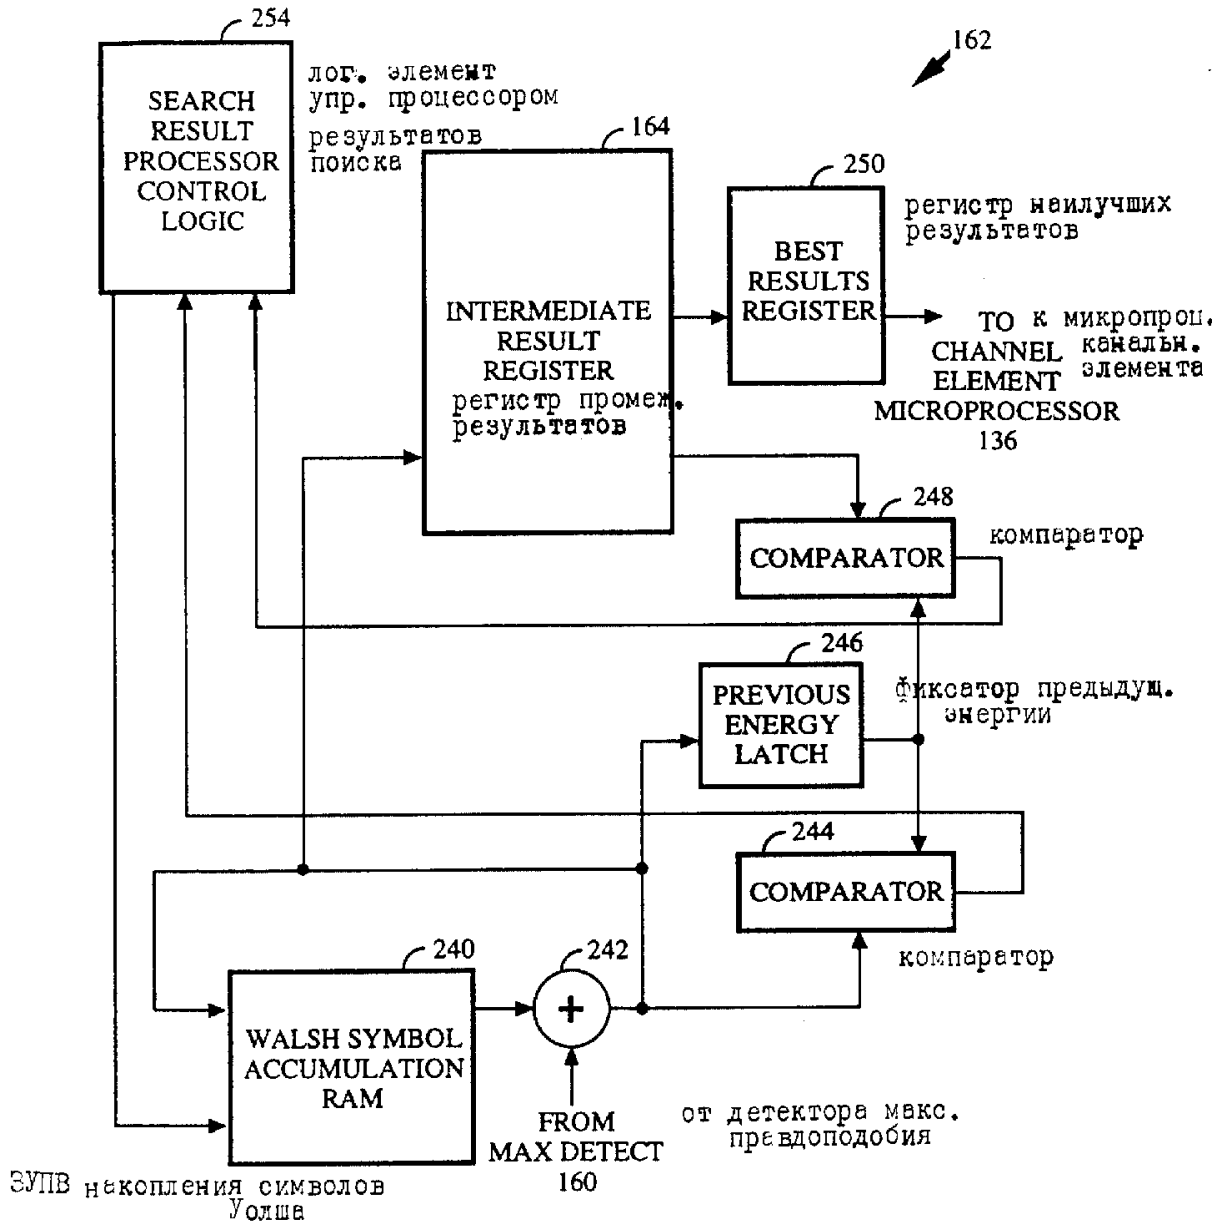 254
162
SEARCH
RESULT
PROCESSOR
CONTROL
LOGIC
лог. элемент
упр. процессором
результатов
поиска
164
INTERMEDIATE
RESULT
REGISTER
регистр промеж.
результатов
250
BEST
RESULTS
REGISTER
регистр наилучших
результатов
TO
CHANNEL
ELEMENT
MICROPROCESSOR
136
к микропроц.
канальн.
элемента
248
COMPARATOR
компаратор
246
PREVIOUS
ENERGY
LATCH
фиксатор предыдущ.
энергии
244
COMPARATOR
компаратор
240
WALSH SYMBOL
ACCUMULATION
RAM
242
+
FROM
MAX DETECT
160
от детектора макс.
правдоподобия
ЗУПВ накопления символов
Уолша